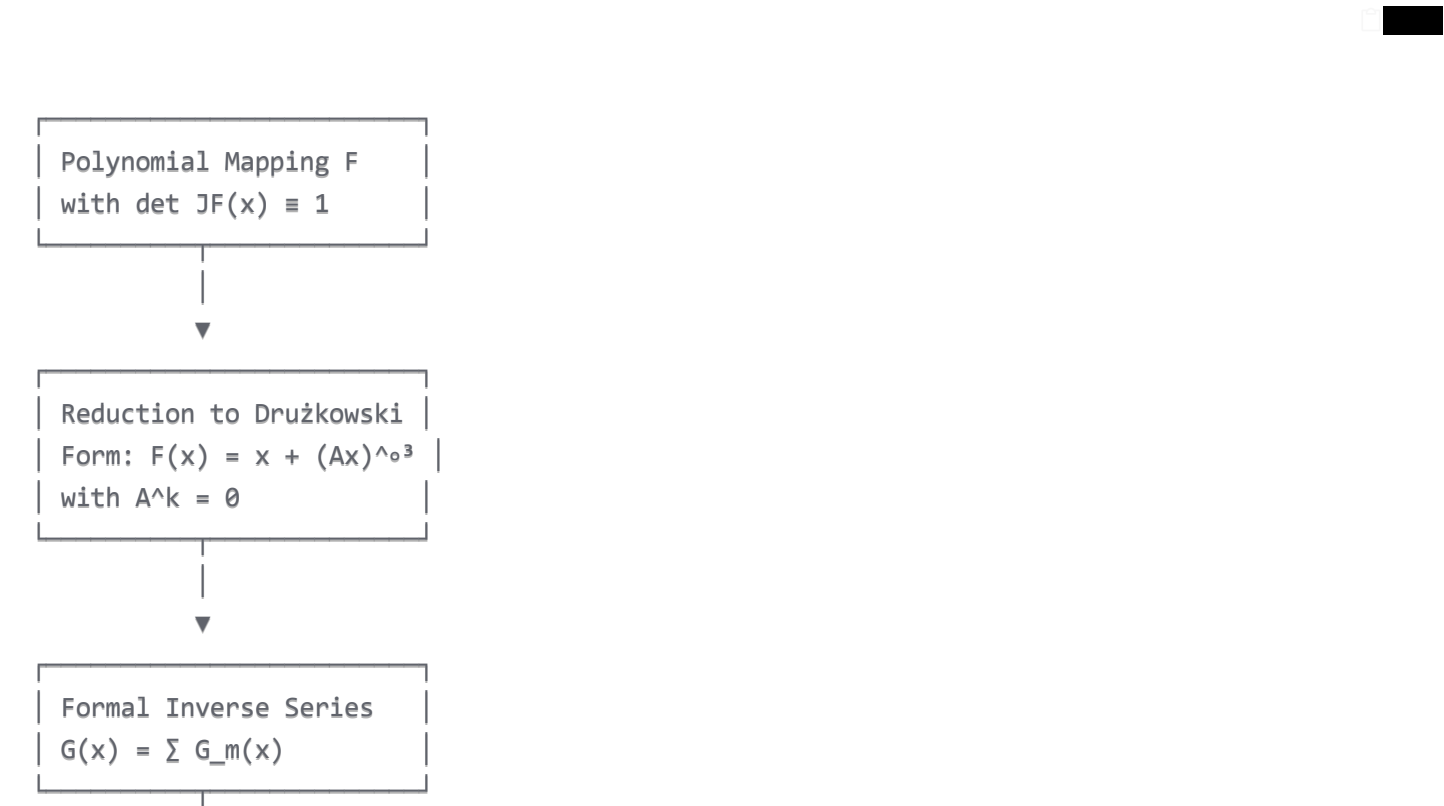 Polynomial Mapping F
with det JF(x) ≡ 1
Reduction to Drużkowski
Form: F(x) = x + (Ax)^∘³
with A^k = 0
Formal Inverse Series
G(x) = ∑ G_m(x)